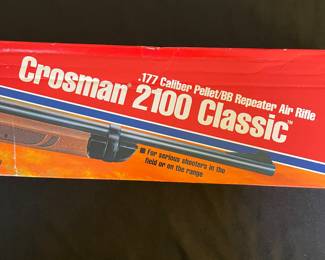 .177 Caliber Pellet/BB Repeater Air Rifle
Crosman® 2100 Classic™
■ For serious shooters in the
field or on the range